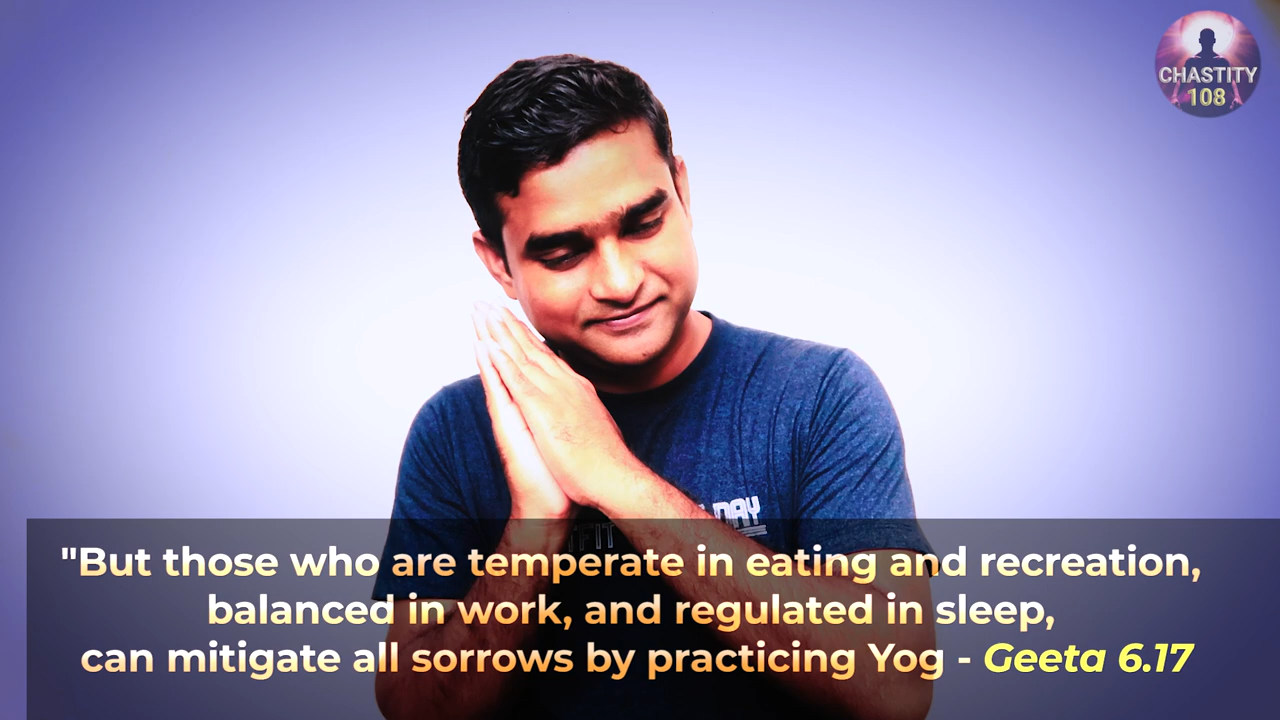 CHASTITY
108
DAY
"But those who are temperate in eating and recreation,
balanced in work, and regulated in sleep,
can mitigate all sorrows by practicing Yog - Geeta 6.17